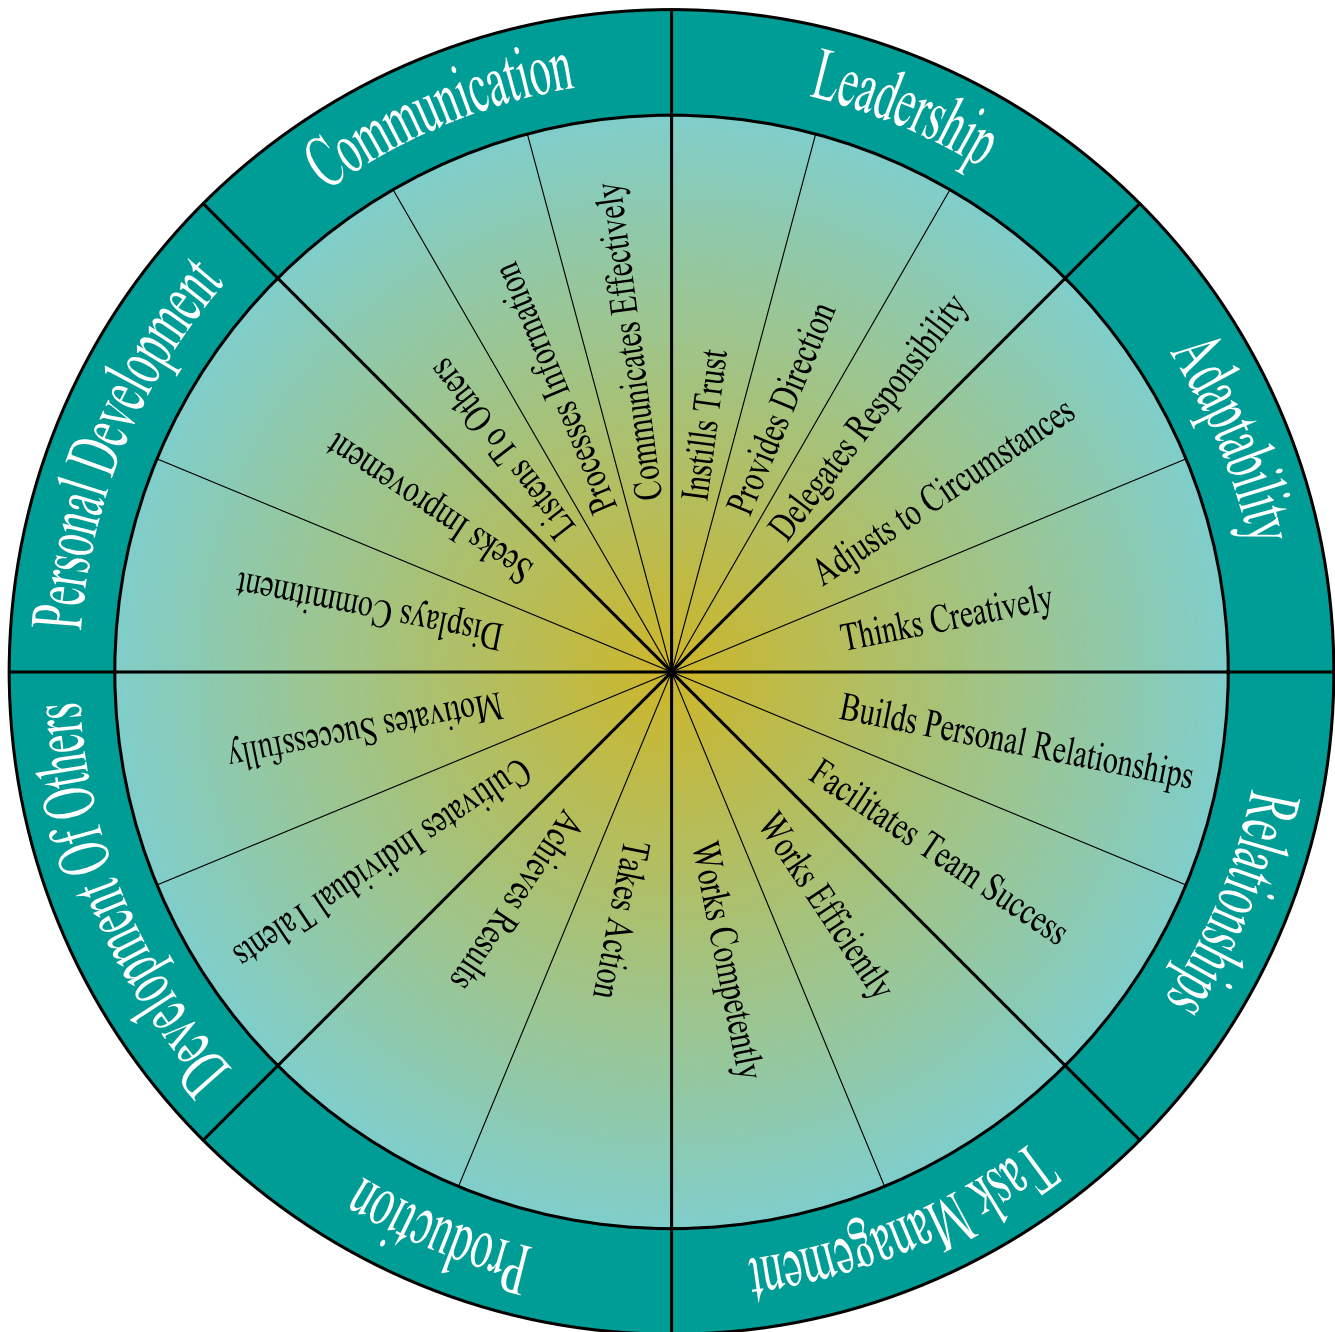 Leadership
Instills Trust
Provides Direction
Delegates Responsibility
Adaptability
Adjusts to Circumstances
Thinks Creatively
Relationships
Builds Personal Relationships
Facilitates Team Success
Task Management
Works Efficiently
Works Competently
Production
Takes Action
Achieves Results
Development Of Others
Cultivates Individual Talents
Motivates Successfully
Personal Development
Displays Commitment
Seeks Improvement
Communication
Listens To Others
Processes Information
Communicates Effectively